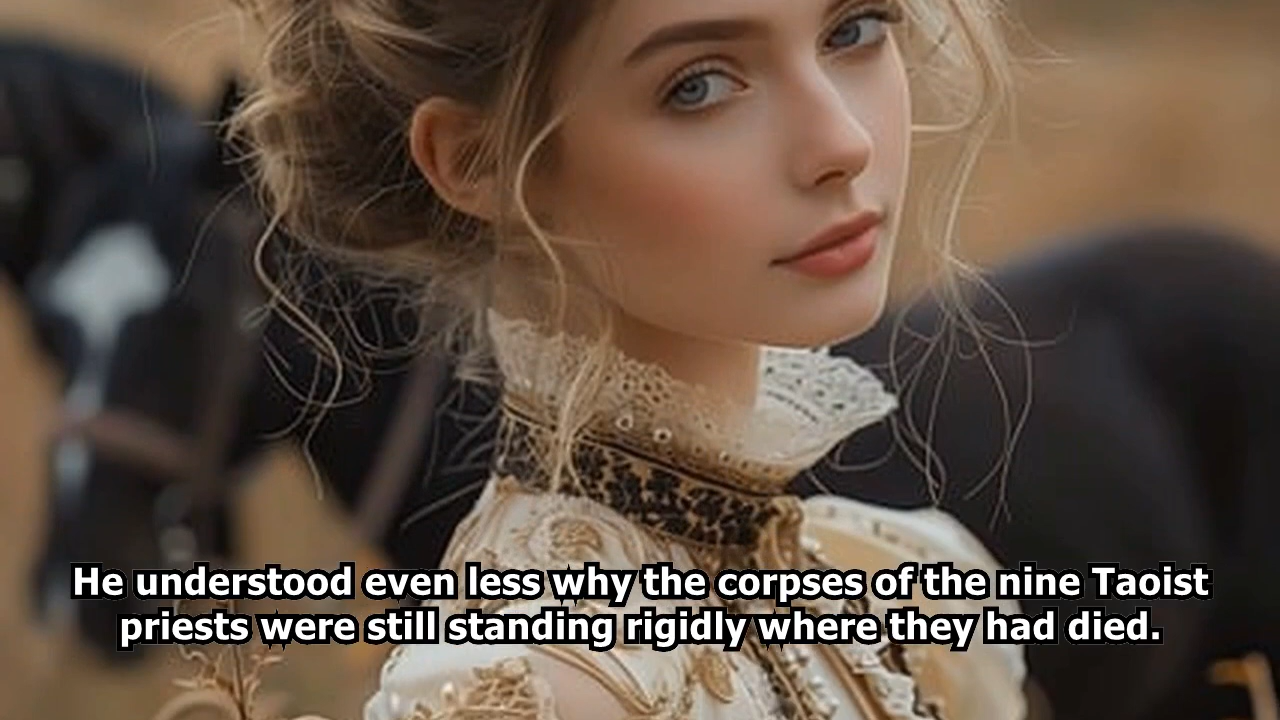 He understood even less why the corpses of the nine Taoist
priests were still standing rigidly where they had died.